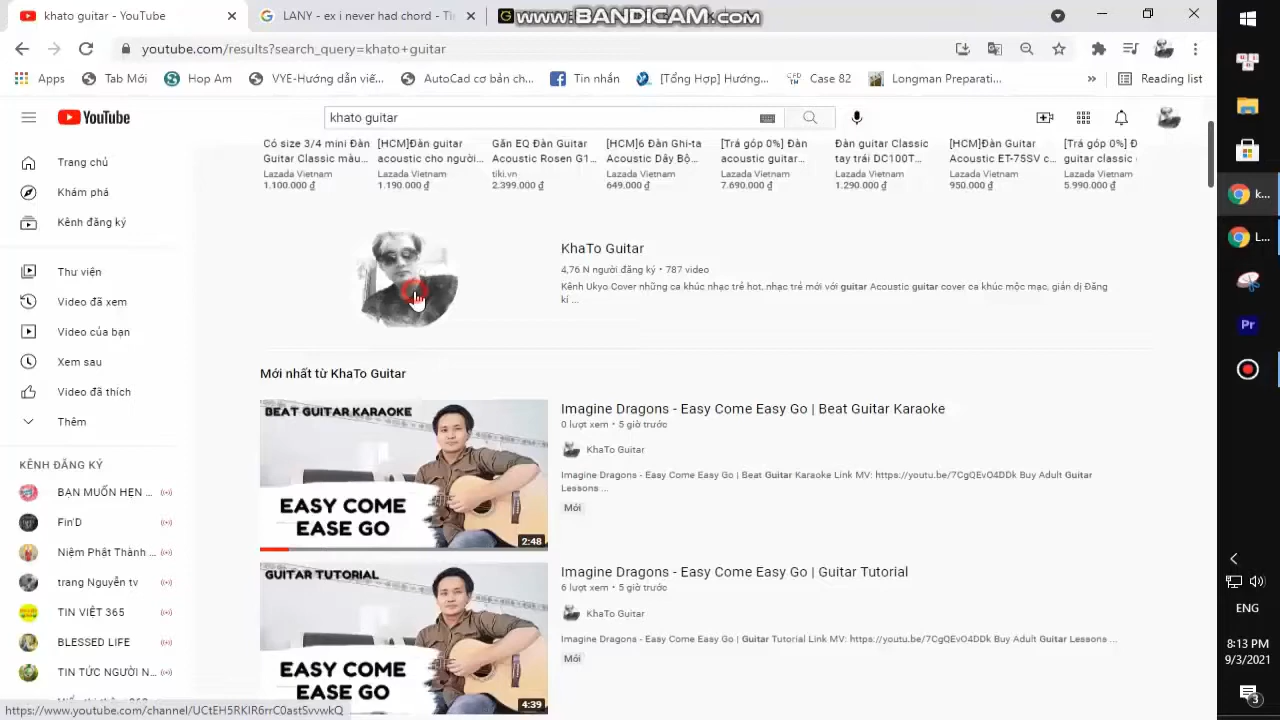 khato guitar - YouTube
LANY - ex i never had chord - Ti
www.BANDICAM.com
youtube.com/results?search_query=khato+guitar
Apps
Tab Mới
Hop Am
VYE-Hướng dẫn viê...
AutoCad cơ bản ch...
Tin nhắn
[Tổng Hợp] Hướng...
Case 82
Longman Preparati...
»
Reading list
YouTube
khato guitar
Có size 3/4 mini Đàn
Guitar Classic màu...
Lazada Vietnam
1.100.000 ₫
[HCM]Đàn guitar
acoustic cho người...
Lazada Vietnam
1.190.000 ₫
Gắn EQ Đàn Guitar
Acoustic Rosen G1...
tiki.vn
2.399.000 ₫
[HCM]6 Đàn Ghi-ta
Acoustic Dây Bộ...
Lazada Vietnam
649.000 ₫
[Trả góp 0%] Đàn
acoustic guitar...
Lazada Vietnam
7.690.000 ₫
Đàn guitar Classic
tay trái DC100T...
Lazada Vietnam
1.290.000 ₫
[HCM]Đàn Guitar
Acoustic ET-75SV c...
Lazada Vietnam
950.000 ₫
[Trả góp 0%] Đ
guitar classic
Lazada Vietnam
5.990.000 ₫
Trang chủ
Khám phá
Kênh đăng ký
Thư viện
Video đã xem
Video của bạn
Xem sau
Video đã thích
Thêm
KÊNH ĐĂNG KÝ
BẠN MUỐN HẸN ...
Fin'D
Niệm Phật Thành ...
trang Nguyễn tv
TIN VIỆT 365
BLESSED LIFE
TIN TỨC NGƯỜI N...
KhaTo Guitar
4,76 N người đăng ký • 787 video
Kênh Ukyo Cover những ca khúc nhạc trẻ hot, nhạc trẻ mới với guitar Acoustic guitar cover ca khúc mộc mạc, giản dị Đăng
kí ...
Mới nhất từ KhaTo Guitar
BEAT GUITAR KARAOKE
EASY COME
EASE GO
2:48
Imagine Dragons - Easy Come Easy Go | Beat Guitar Karaoke
0 lượt xem • 5 giờ trước
KhaTo Guitar
Imagine Dragons - Easy Come Easy Go | Beat Guitar Karaoke Link MV: https://youtu.be/7CgQEvO4DDk Buy Adult Guitar
Lessons ...
Mới
GUITAR TUTORIAL
EASY COME
EASE GO
4:39
Imagine Dragons - Easy Come Easy Go | Guitar Tutorial
6 lượt xem • 5 giờ trước
KhaTo Guitar
Imagine Dragons - Easy Come Easy Go | Guitar Tutorial Link MV: https://youtu.be/7CgQEvO4DDk Buy Adult Guitar Lessons ...
Mới
https://www.youtube.com/channel/UCtEH5RKIR6rrC0astSvvwkQ
k...
L...
Pr
ENG
8:13 PM
9/3/2021
3